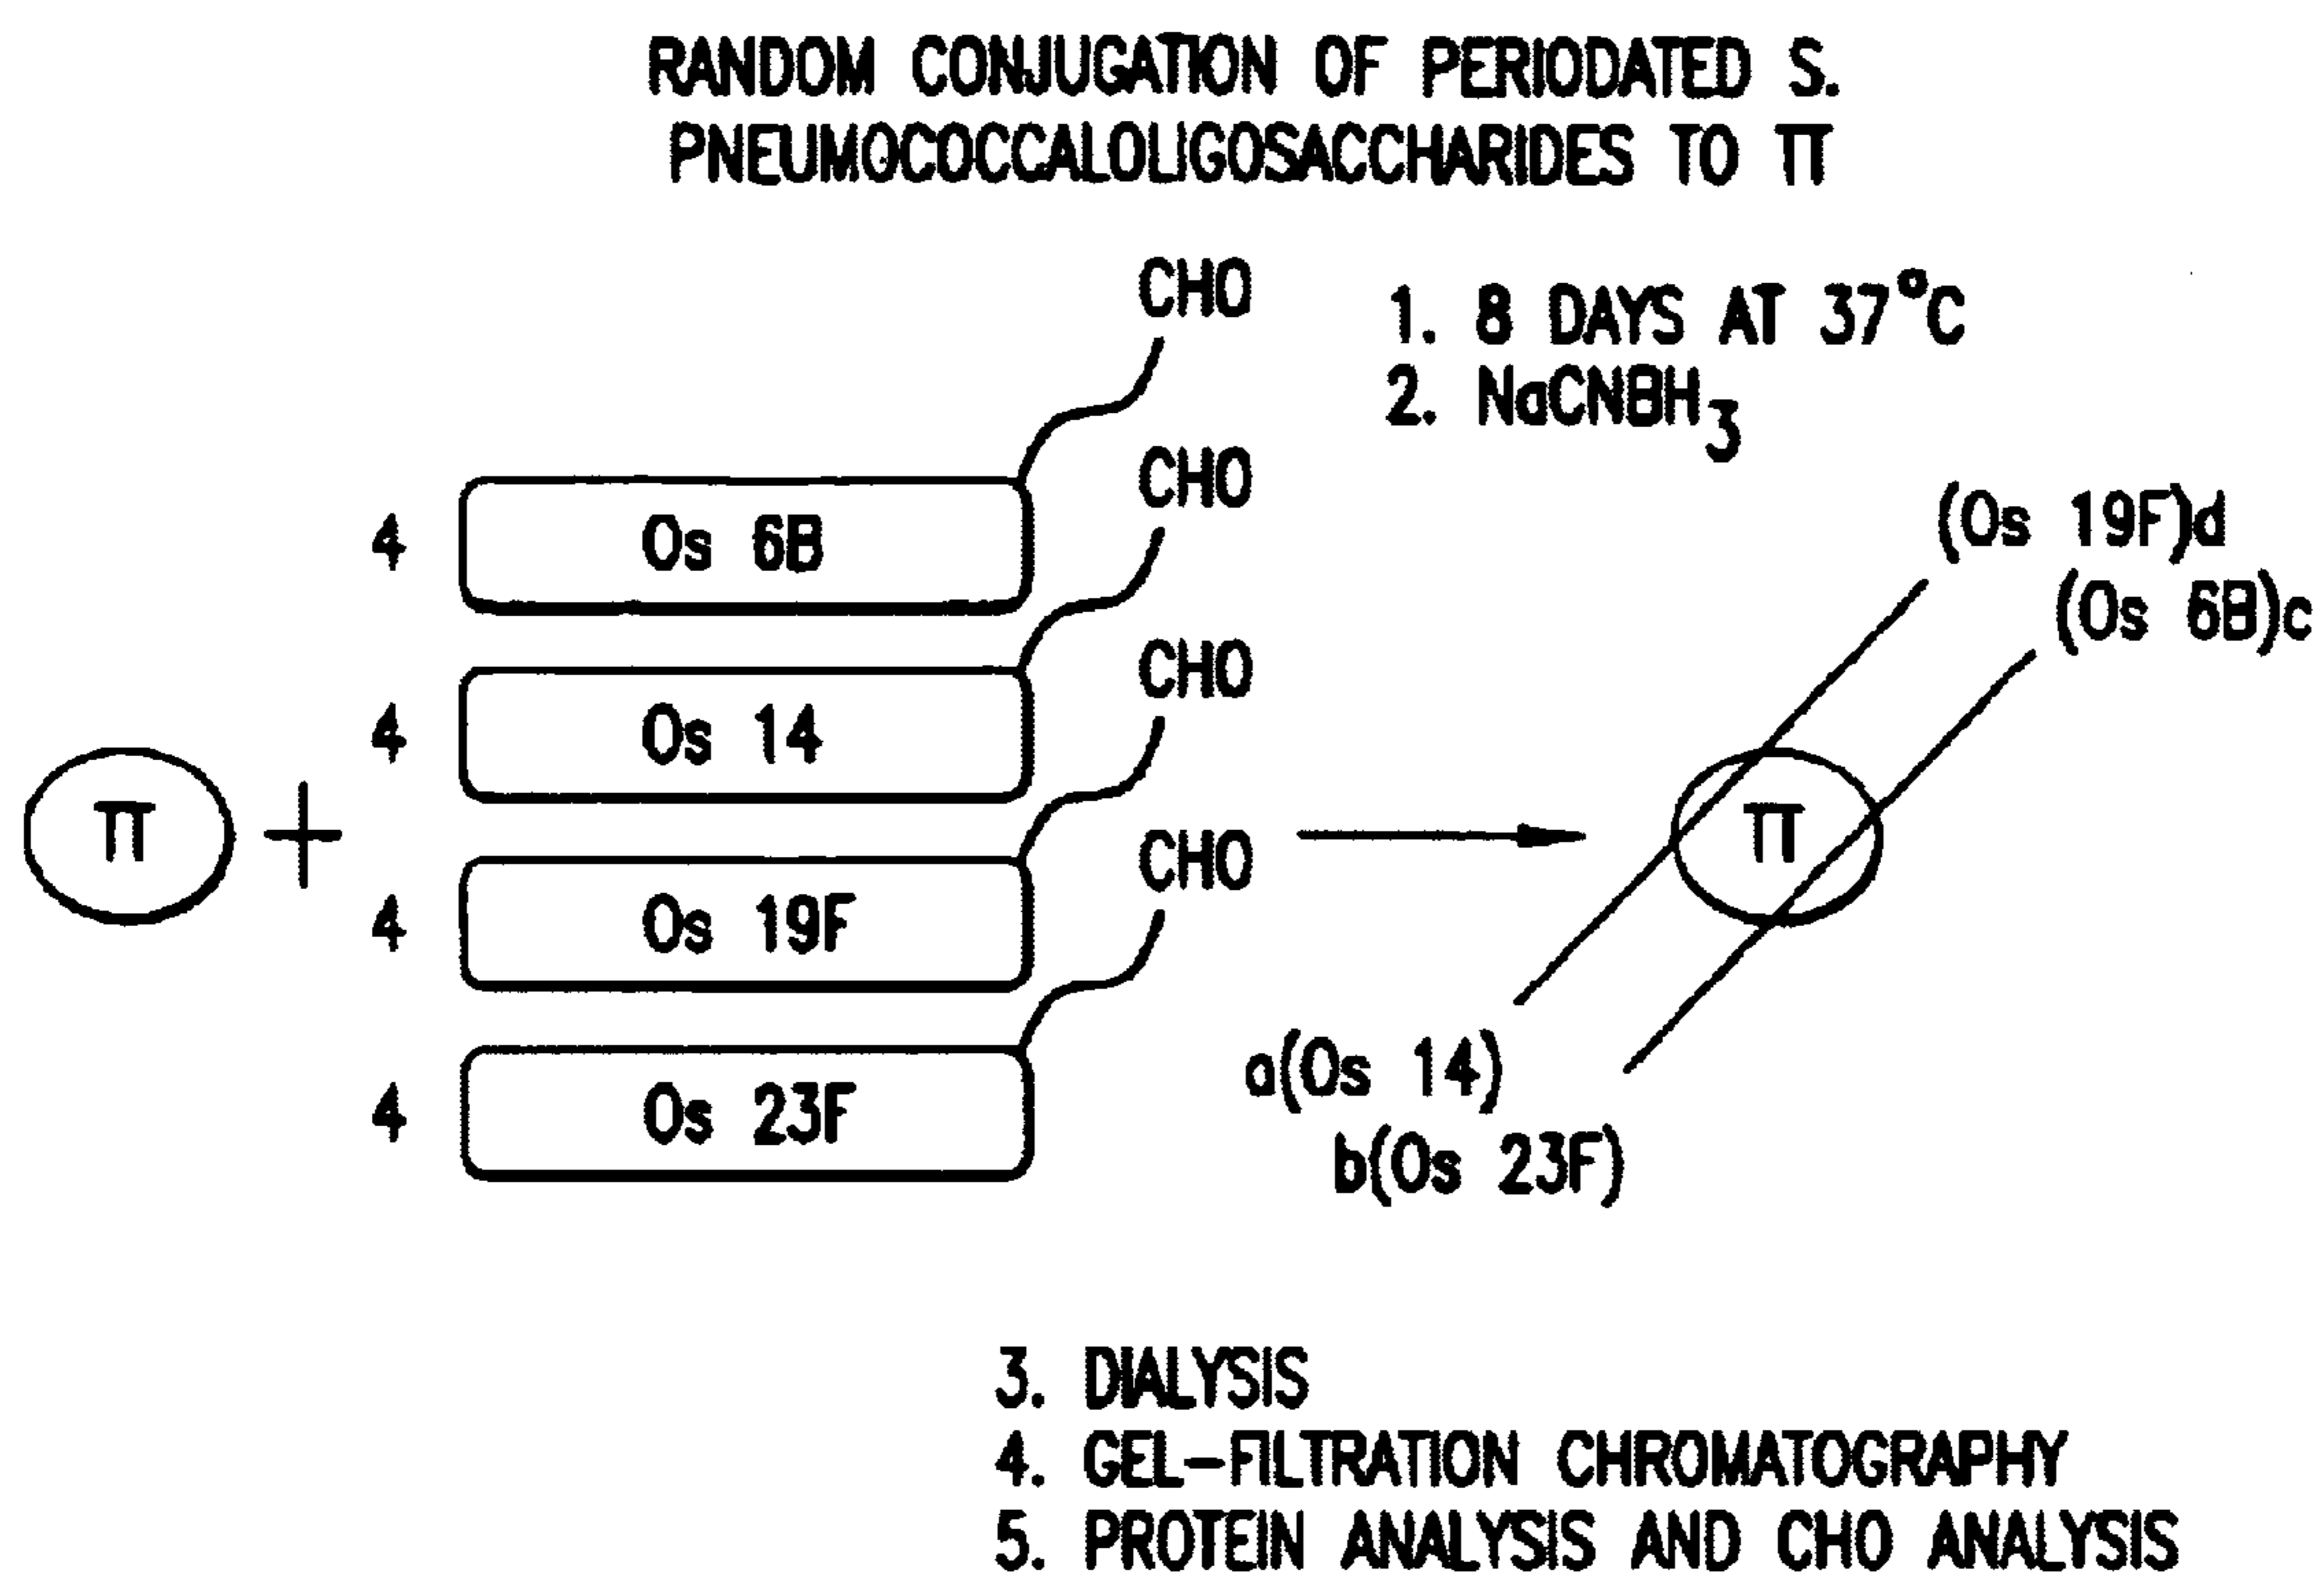 RANDOM CONJUGATION OF PERIODATED S.
PNEUMOCOCCALOLIGOSACCHARIDES TO TT
CHO
1. 8 DAYS AT 37°C
2. NaCNBH3
CHO
4 Os 6B
(Os 19F)d
(Os 6B)c
CHO
4 Os 14
TT +
CHO
TT
4 Os 19F
a(Os 14)
4 Os 23F
b(Os 23F)
3. DIALYSIS
4. GEL-FILTRATION CHROMATOGRAPHY
5. PROTEIN ANALYSIS AND CHO ANALYSIS